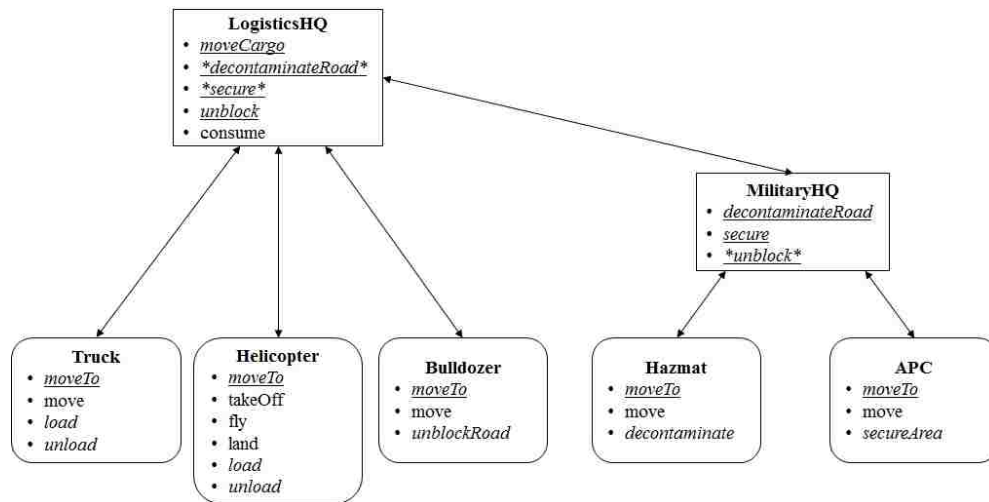 LogisticsHQ
• moveCargo
• *decontaminateRoad*
• *secure*
• unblock
• consume
MilitaryHQ
• decontaminateRoad
• secure
• *unblock*
Truck
• moveTo
• move
• load
• unload
Helicopter
• moveTo
• takeOff
• fly
• land
• load
• unload
Bulldozer
• moveTo
• move
• unblockRoad
Hazmat
• moveTo
• move
• decontaminate
APC
• moveTo
• move
• secureArea